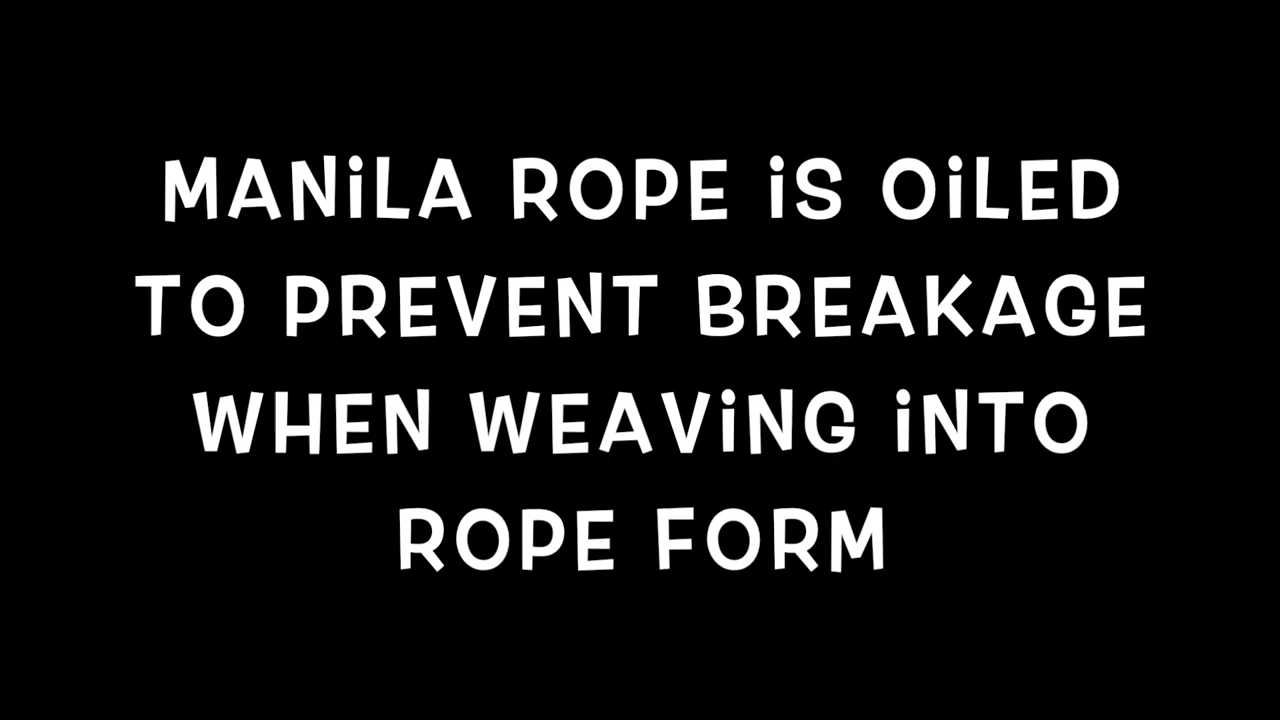 MANILA ROPE IS OILED
TO PREVENT BREAKAGE
WHEN WEAVING INTO
ROPE FORM